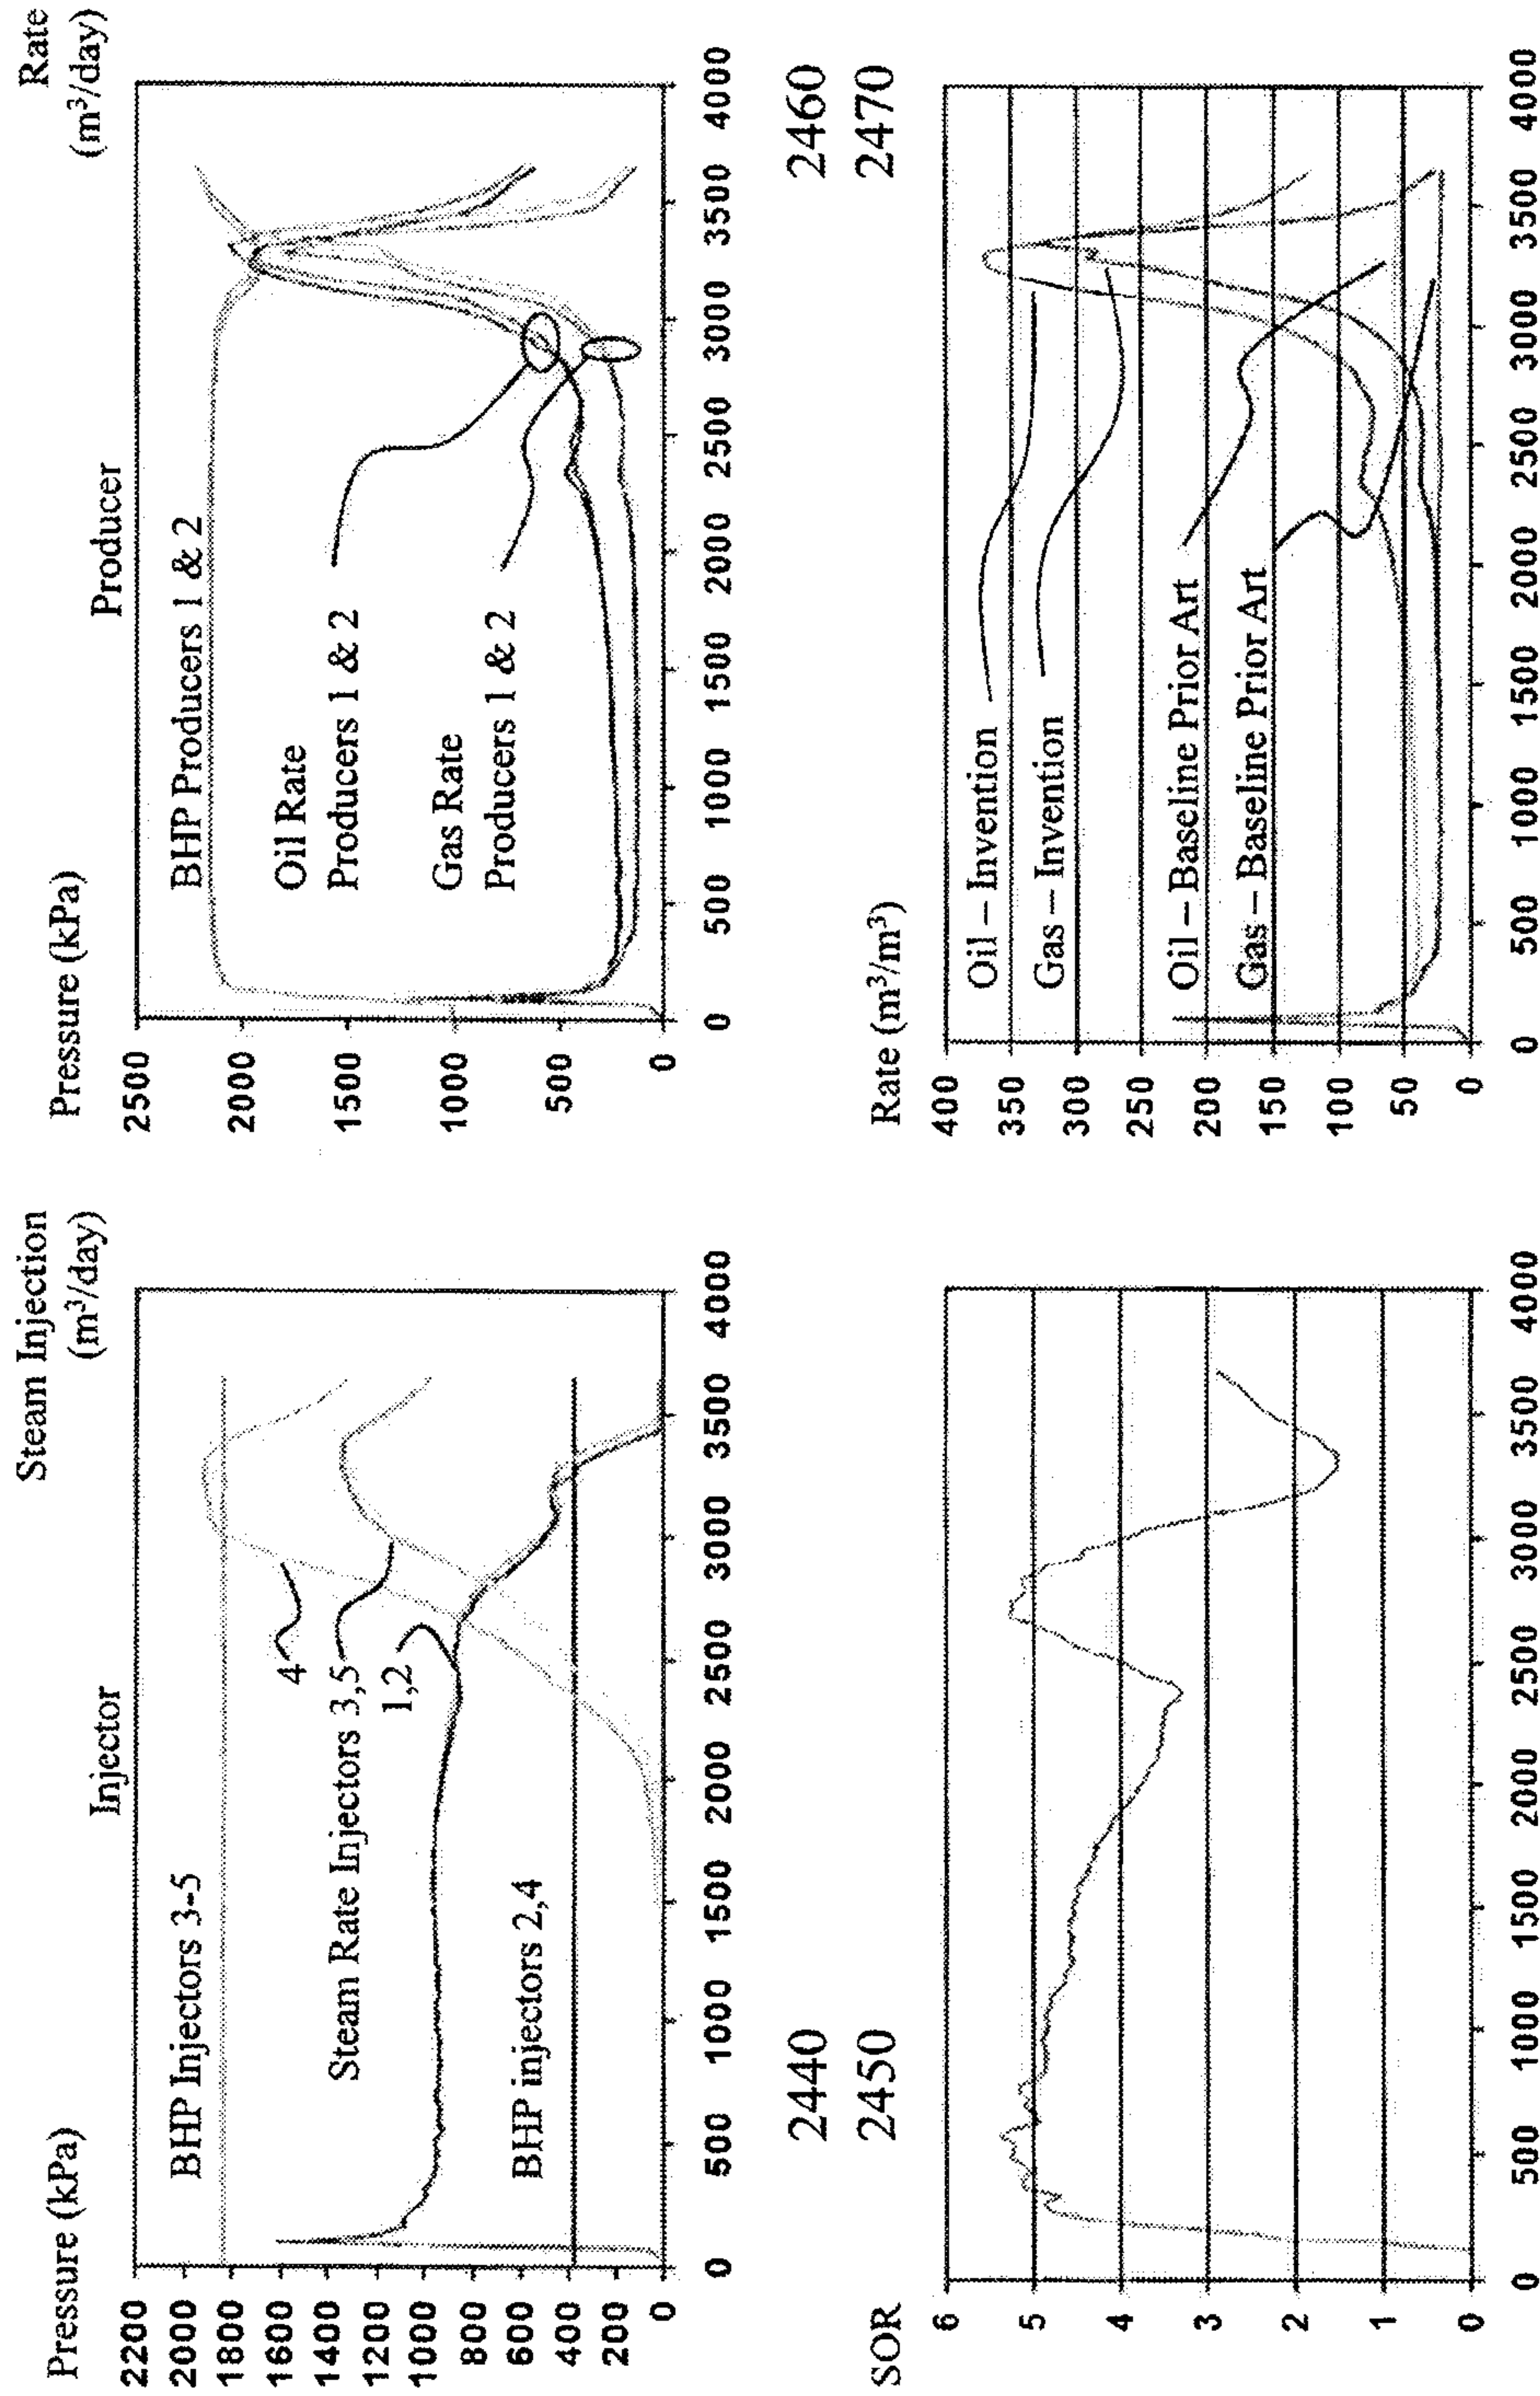 Injector
Pressure (kPa)
Steam Injection
(m³/day)
2200
2000
1800
1600
1400
1200
1000
800
600
400
200
0
BHP Injectors 3-5
4
Steam Rate Injectors 3,5
1,2
BHP injectors 2,4
0 500 1000 1500 2000 2500 3000 3500 4000
2440
2450
SOR
6
5
4
3
2
1
0
0 500 1000 1500 2000 2500 3000 3500 4000
Producer
Pressure (kPa)
Rate
(m³/day)
2500
2000
1500
1000
500
0
BHP Producers 1 & 2
Oil Rate
Producers 1 & 2
Gas Rate
Producers 1 & 2
0 500 1000 1500 2000 2500 3000 3500 4000
2460
2470
Rate (m³/m³)
400
350
300
250
200
150
100
50
0
Oil – Invention
Gas – Invention
Oil – Baseline Prior Art
Gas – Baseline Prior Art
0 500 1000 1500 2000 2500 3000 3500 4000